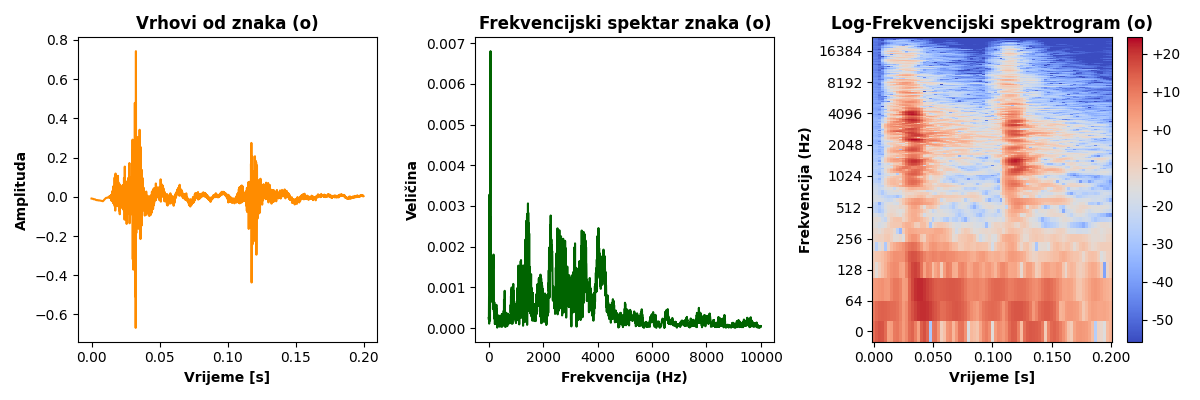 Vrhovi od znaka (o)
0.8
0.6
0.4
0.2
0.0
−0.2
−0.4
−0.6
Amplituda
0.00 0.05 0.10 0.15 0.20
Vrijeme [s]
Frekvencijski spektar znaka (o)
0.007
0.006
0.005
0.004
0.003
0.002
0.001
0.000
Veličina
0 2000 4000 6000 8000 10000
Frekvencija (Hz)
Log-Frekvencijski spektrogram (o)
16384
8192
4096
2048
1024
512
256
128
64
0
Frekvencija (Hz)
0.000 0.050 0.100 0.150 0.200
Vrijeme [s]
+20
+10
+0
-10
-20
-30
-40
-50